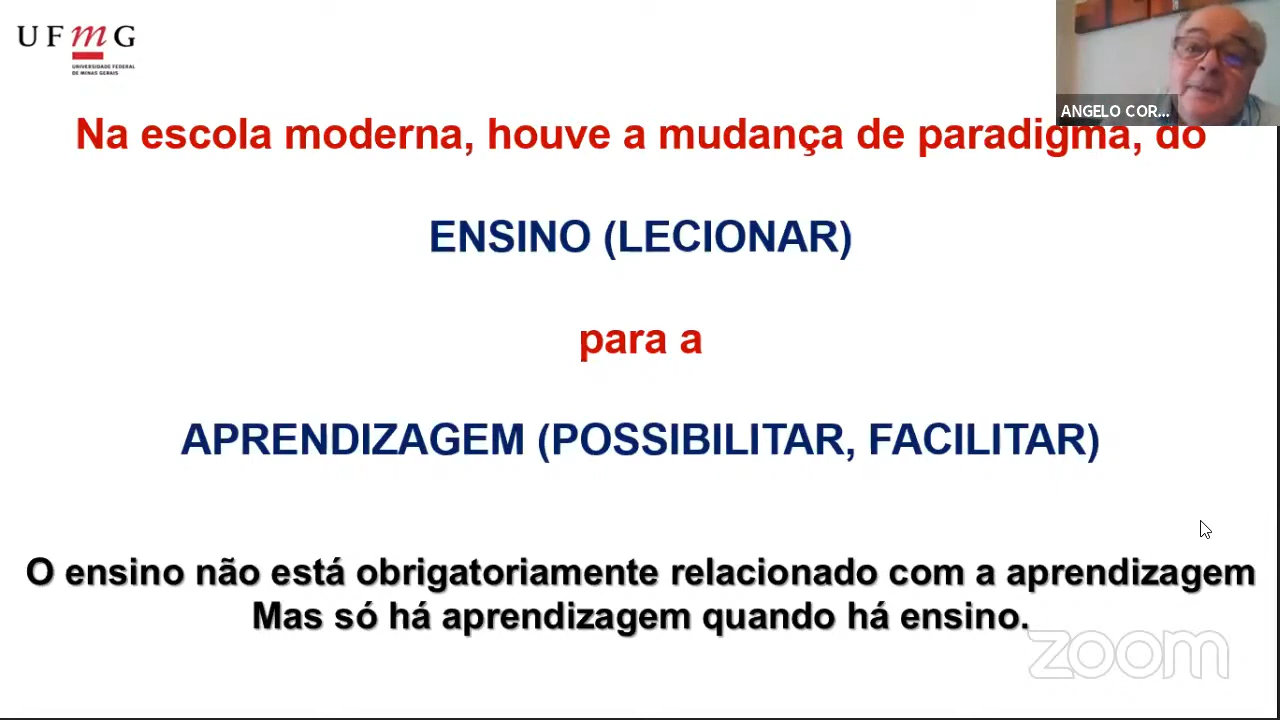 UFmG
UNIVERSIDADE FEDERAL
DE MINAS GERAIS
ANGELO COR...
Na escola moderna, houve a mudança de paradigma, do
ENSINO (LECIONAR)
para a
APRENDIZAGEM (POSSIBILITAR, FACILITAR)
O ensino não está obrigatoriamente relacionado com a aprendizagem
Mas só há aprendizagem quando há ensino.
zoom